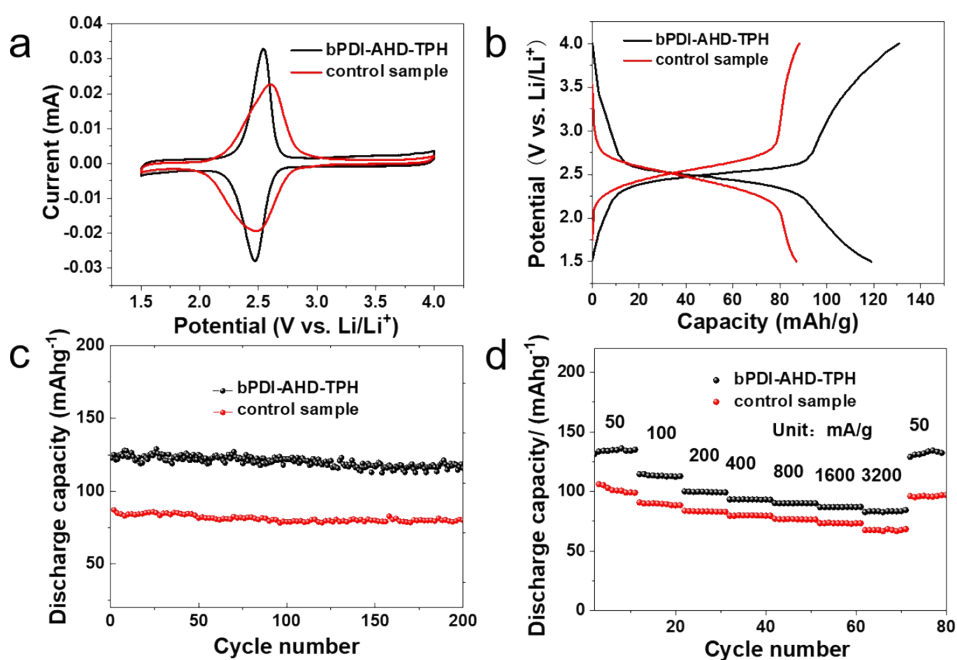 a
0.04
0.03
0.02
0.01
0.00
-0.01
-0.02
-0.03
Current (mA)
bPDI-AHD-TPH
control sample
1.5
2.0
2.5
3.0
3.5
4.0
Potential (V vs. Li/Li⁺)
b
4.0
3.5
3.0
2.5
2.0
1.5
Potential (V vs. Li/Li⁺)
bPDI-AHD-TPH
control sample
0
20
40
60
80
100
120
140
Capacity (mAh/g)
c
200
150
100
50
Discharge capacity (mAhg⁻¹)
bPDI-AHD-TPH
control sample
0
50
100
150
200
Cycle number
d
200
150
100
50
0
Discharge capacity/ (mAhg⁻¹)
bPDI-AHD-TPH
control sample
Unit: mA/g
50
100
200
400
800
1600
3200
50
20
40
60
80
Cycle number